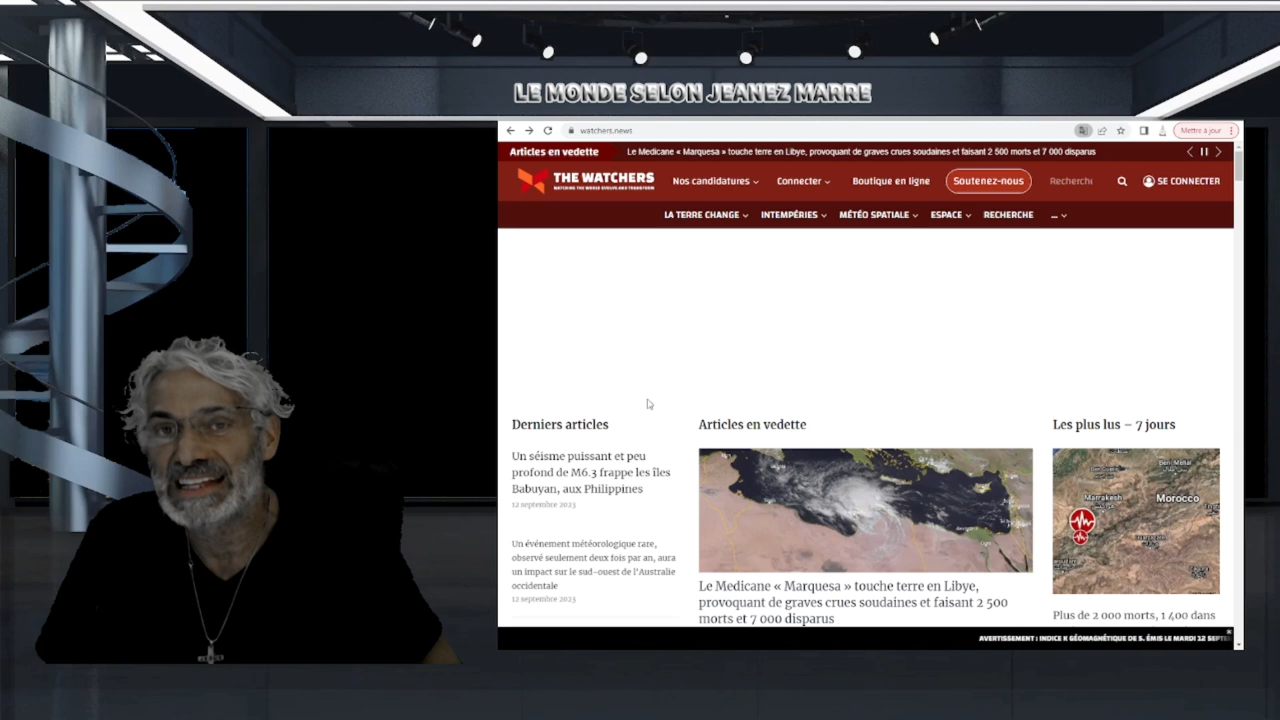 LE MONDE SELON JEANEZ MARRE
watchers.news
Mettre à jour
Articles en vedette
Le Medicane « Marquesa » touche terre en Libye, provoquant de graves crues soudaines et faisant 2 500 morts et 7 000 disparus
THE WATCHERS
WATCHING THE WORLD EVOLVE AND TRANSFORM
Nos candidatures
Connecter
Boutique en ligne
Soutenez-nous
Recherchi
SE CONNECTER
LA TERRE CHANGE
INTEMPÉRIES
MÉTÉO SPATIALE
ESPACE
RECHERCHE
...
Derniers articles
Un séisme puissant et peu
profond de M6.3 frappe les îles
Babuyan, aux Philippines
12 septembre 2023
Un événement météorologique rare,
observé seulement deux fois par an, aura
un impact sur le sud-ouest de l'Australie
occidentale
12 septembre 2023
Articles en vedette
Le Medicane « Marquesa » touche terre en Libye,
provoquant de graves crues soudaines et faisant 2 500
morts et 7 000 disparus
Les plus lus – 7 jours
Marrakesh
Morocco
Plus de 2 000 morts, 1 400 dans
AVERTISSEMENT : INDICE K GÉOMAGNÉTIQUE DE 5, ÉMIS LE MARDI 12 SEPTE